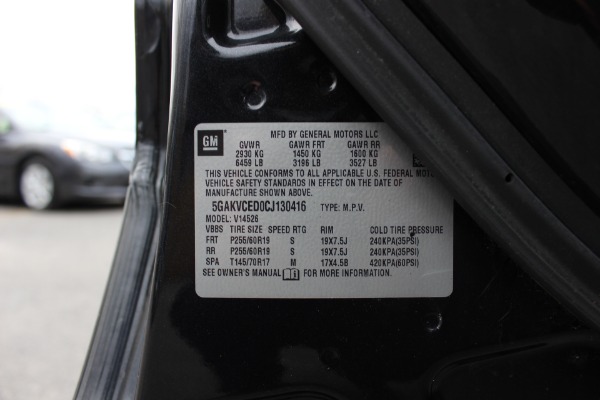 GM
MFD BY GENERAL MOTORS LLC
GVWR GAWR FRT GAWR RR
2930 KG 1450 KG 1600 KG
6459 LB 3196 LB 3527 LB
THIS VEHICLE CONFORMS TO ALL APPLICABLE U.S. FEDERAL
VEHICLE SAFETY STANDARDS IN EFFECT ON THE DATE OF
MANUFACTURE SHOWN ABOVE.
5GAKVCED0CJ130416 TYPE: M.P.V.
MODEL: V14526
VBBS TIRE SIZE SPEED RTG RIM COLD TIRE PRESSURE
FRT P255/60R19 S 19X7.5J 240KPA(35PSI)
RR P255/60R19 S 19X7.5J 240KPA(35PSI)
SPA T145/70R17 M 17X4.5B 420KPA(60PSI)
SEE OWNER'S MANUAL FOR MORE INFORMATION.